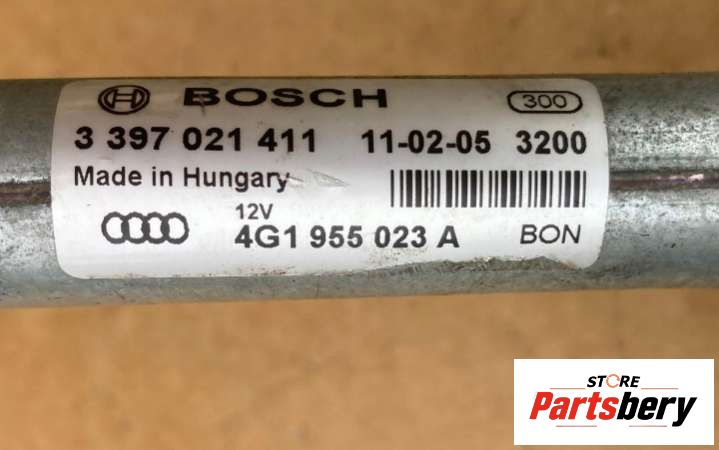 BOSCH 300
3 397 021 411 11-02-05 3200
Made in Hungary
12V
4G1 955 023 A BON
STORE
Partsbery